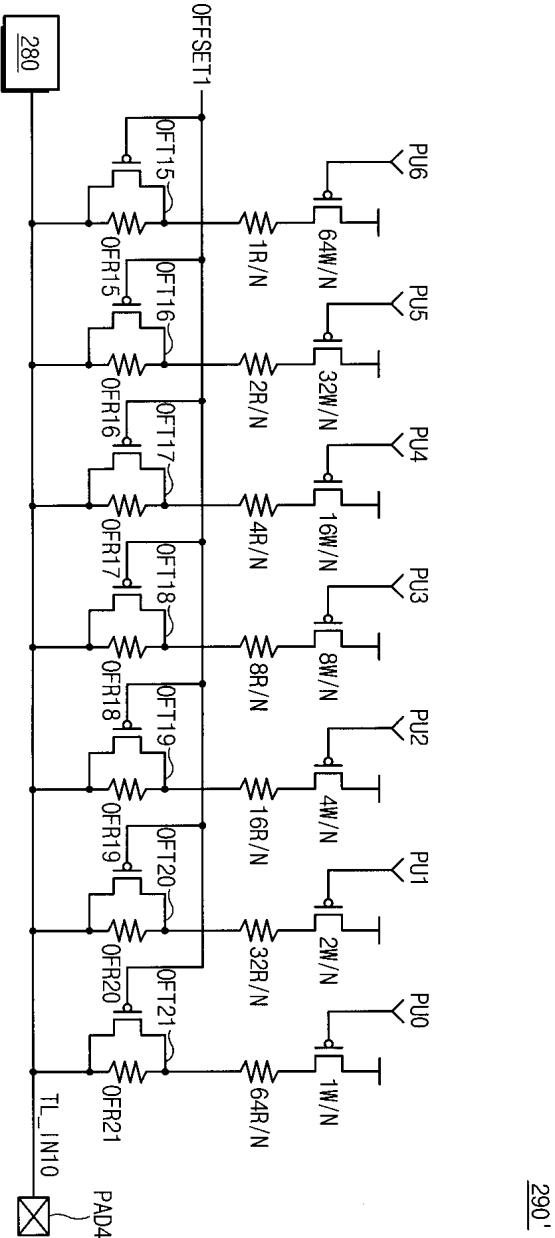 290'
PU6
PU5
PU4
PU3
PU2
PU1
PU0
64W/N
32W/N
16W/N
8W/N
4W/N
2W/N
1W/N
1R/N
2R/N
4R/N
8R/N
16R/N
32R/N
64R/N
OFFSET1
OFT15
OFT16
OFT17
OFT18
OFT19
OFT20
OFT21
OFR15
OFR16
OFR17
OFR18
OFR19
OFR20
OFR21
280
TL_IN10
PAD4